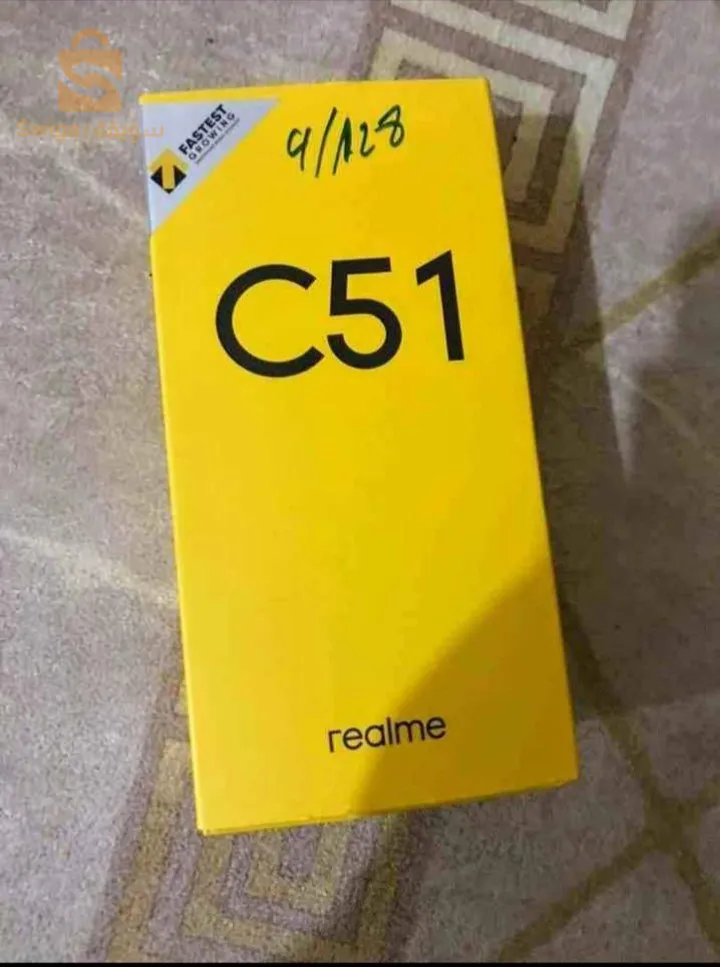 FASTEST
GROWING
4/128
C51
realme